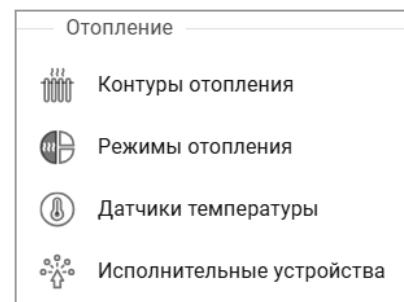 Отопление
Контуры отопления
Режимы отопления
Датчики температуры
Исполнительные устройства